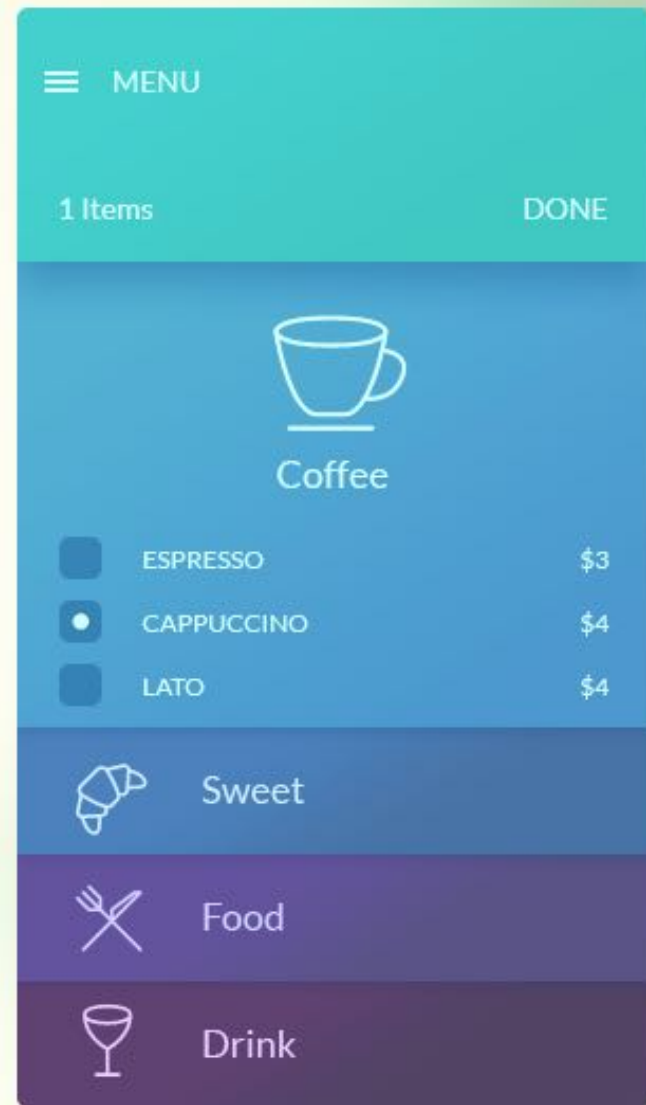 MENU
1 Items DONE
Coffee
ESPRESSO $3
CAPPUCCINO $4
LATO $4
Sweet
Food
Drink